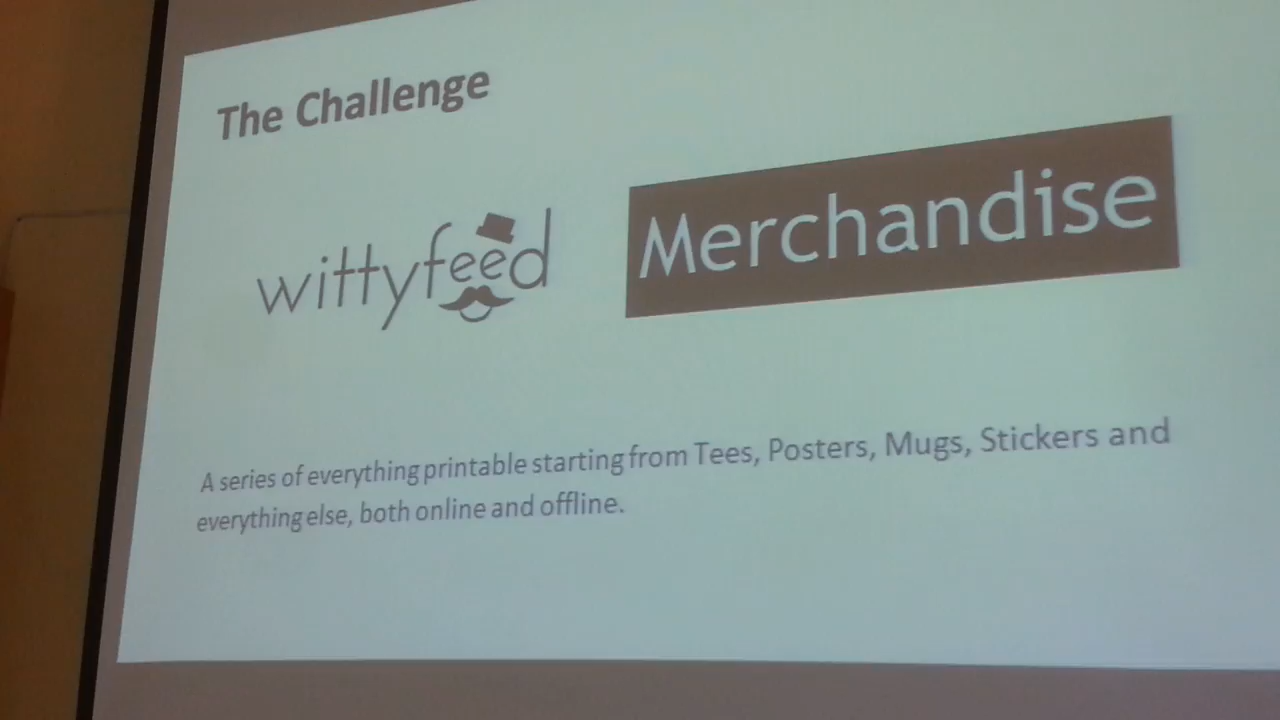 The Challenge
wittyfeed
Merchandise
A series of everything printable starting from Tees, Posters, Mugs, Stickers and
everything else, both online and offline.